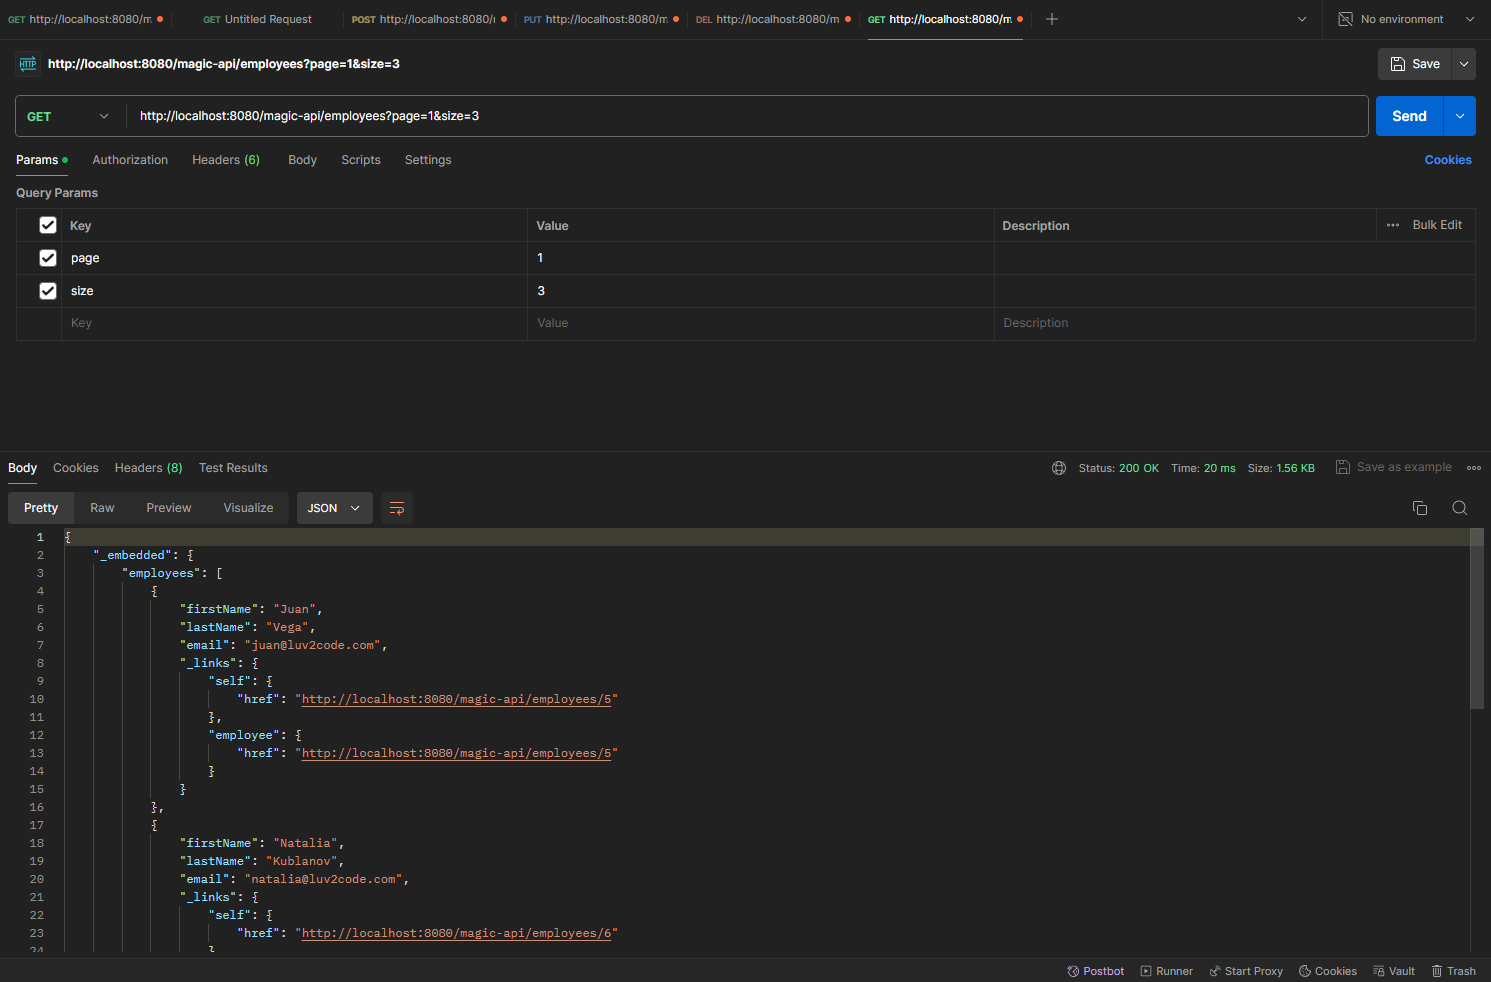 GET http://localhost:8080/m GET Untitled Request POST http://localhost:8080/ PUT http://localhost:8080/m DEL http://localhost:8080/m GET http://localhost:8080/m No environment
HTTP http://localhost:8080/magic-api/employees?page=1&size=3 Save
GET http://localhost:8080/magic-api/employees?page=1&size=3 Send
Params Authorization Headers (6) Body Scripts Settings Cookies
Query Params
Key Value Description ••• Bulk Edit
page 1
size 3
Key Value Description
Body Cookies Headers (8) Test Results Status: 200 OK Time: 20 ms Size: 1.56 KB Save as example
Pretty Raw Preview Visualize JSON
1 {
2 "_embedded": {
3 "employees": [
4 {
5 "firstName": "Juan",
6 "lastName": "Vega",
7 "email": "juan@luv2code.com",
8 "_links": {
9 "self": {
10 "href": "http://localhost:8080/magic-api/employees/5"
11 },
12 "employee": {
13 "href": "http://localhost:8080/magic-api/employees/5"
14 }
15 }
16 },
17 {
18 "firstName": "Natalia",
19 "lastName": "Kublanov",
20 "email": "natalia@luv2code.com",
21 "_links": {
22 "self": {
23 "href": "http://localhost:8080/magic-api/employees/6"
24 }
Postbot Runner Start Proxy Cookies Vault Trash